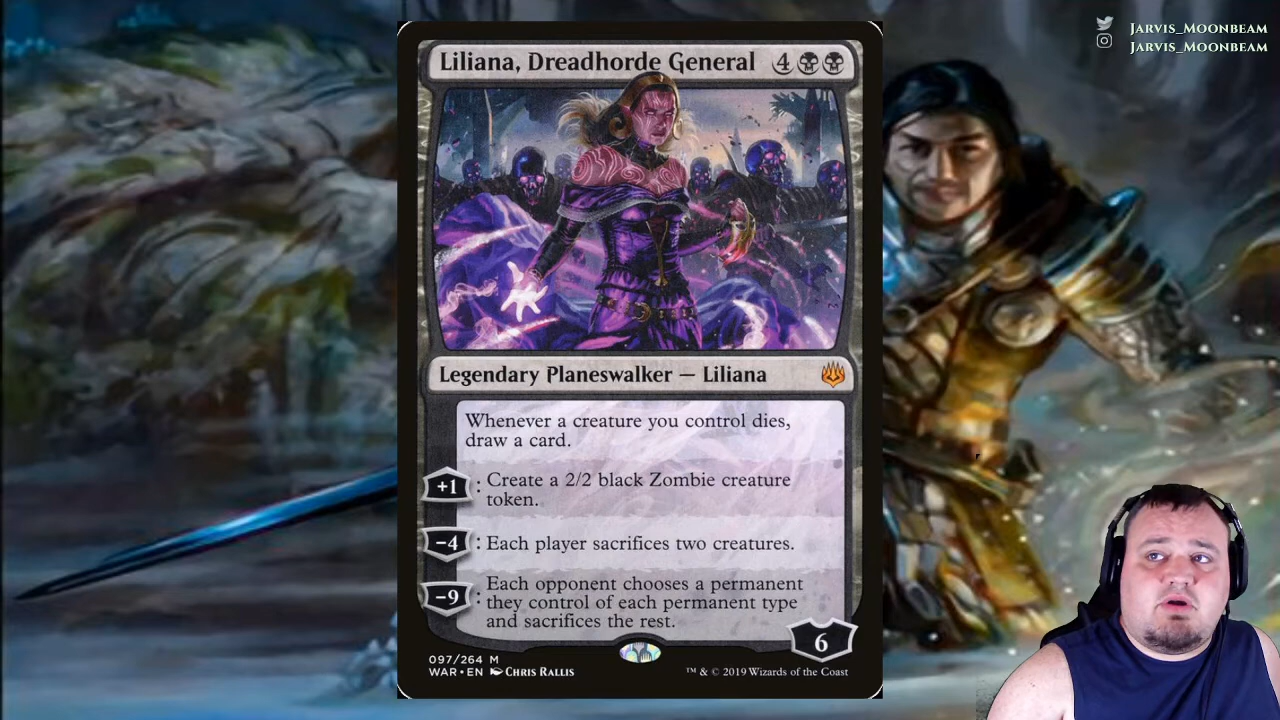 Jarvis_Moonbeam
Jarvis_Moonbeam
Liliana, Dreadhorde General 4
Legendary Planeswalker — Liliana
Whenever a creature you control dies,
draw a card.
+1 : Create a 2/2 black Zombie creature
token.
−4 : Each player sacrifices two creatures.
−9 : Each opponent chooses a permanent
they control of each permanent type
and sacrifices the rest.
6
097/264 M
WAR • EN Chris Rallis
™ & © 2019 Wizards of the Coast